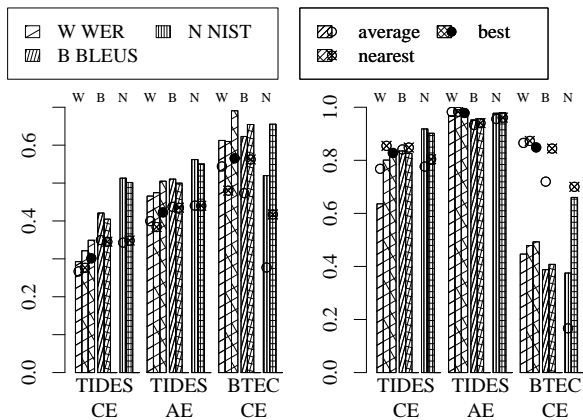 W WER
N NIST
B BLEUS
average
best
nearest
W B N W B N W B N
W B N W B N W B N
0.0
0.2
0.4
0.6
0.0
0.2
0.4
0.6
0.8
1.0
TIDES TIDES BTEC
CE AE CE
TIDES TIDES BTEC
CE AE CE